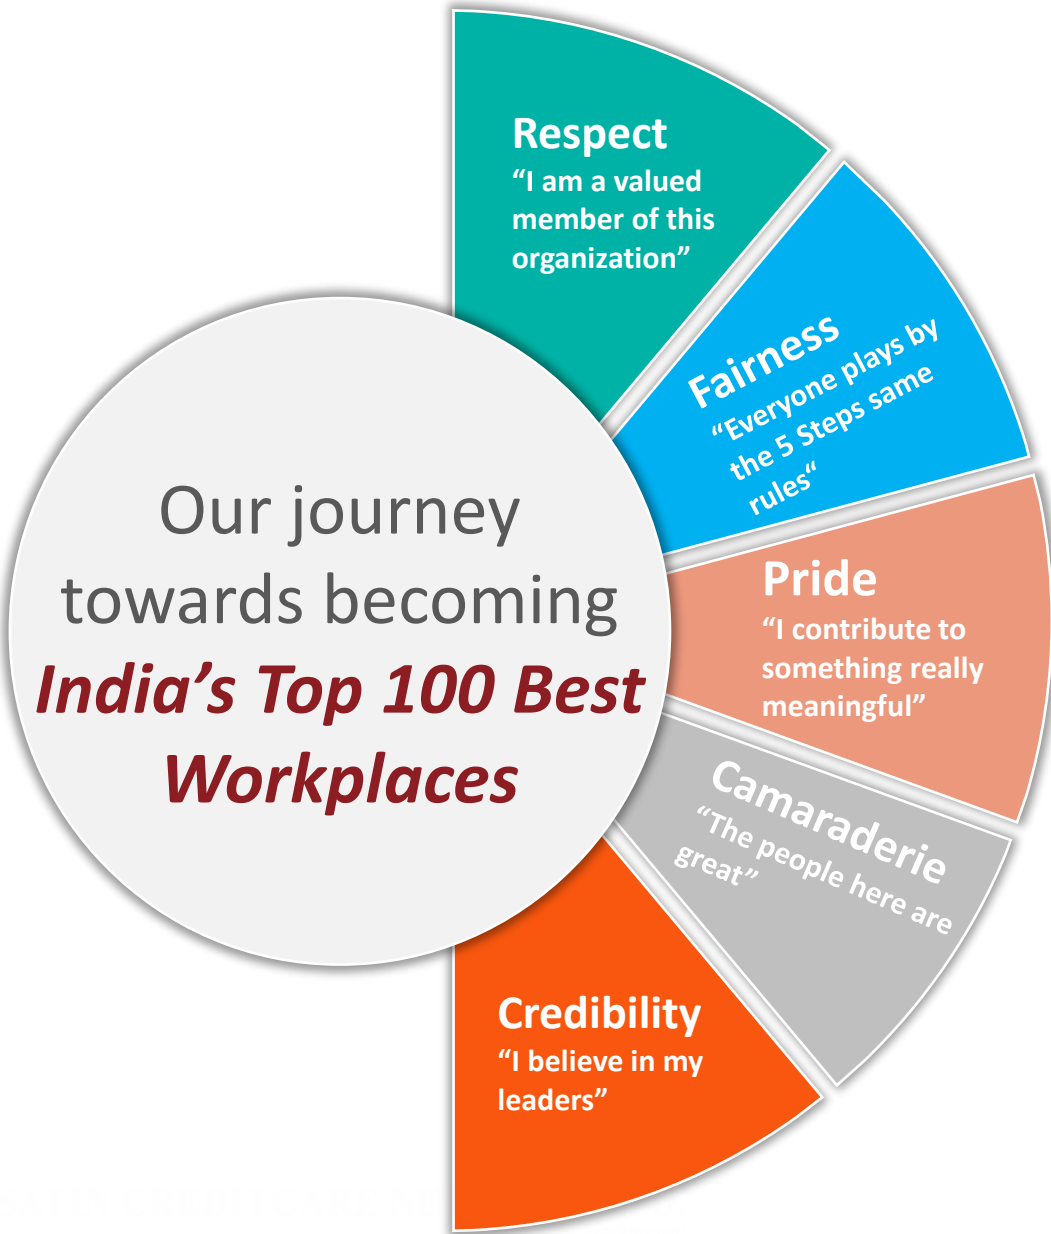 Respect
“I am a valued
member of this
organization”
Fairness
“Everyone plays by
the 5 Steps same
rules“
Our journey
towards becoming
India’s Top 100 Best
Workplaces
Pride
“I contribute to
something really
meaningful”
Camaraderie
“The people here are
great”
Credibility
“I believe in my
leaders”